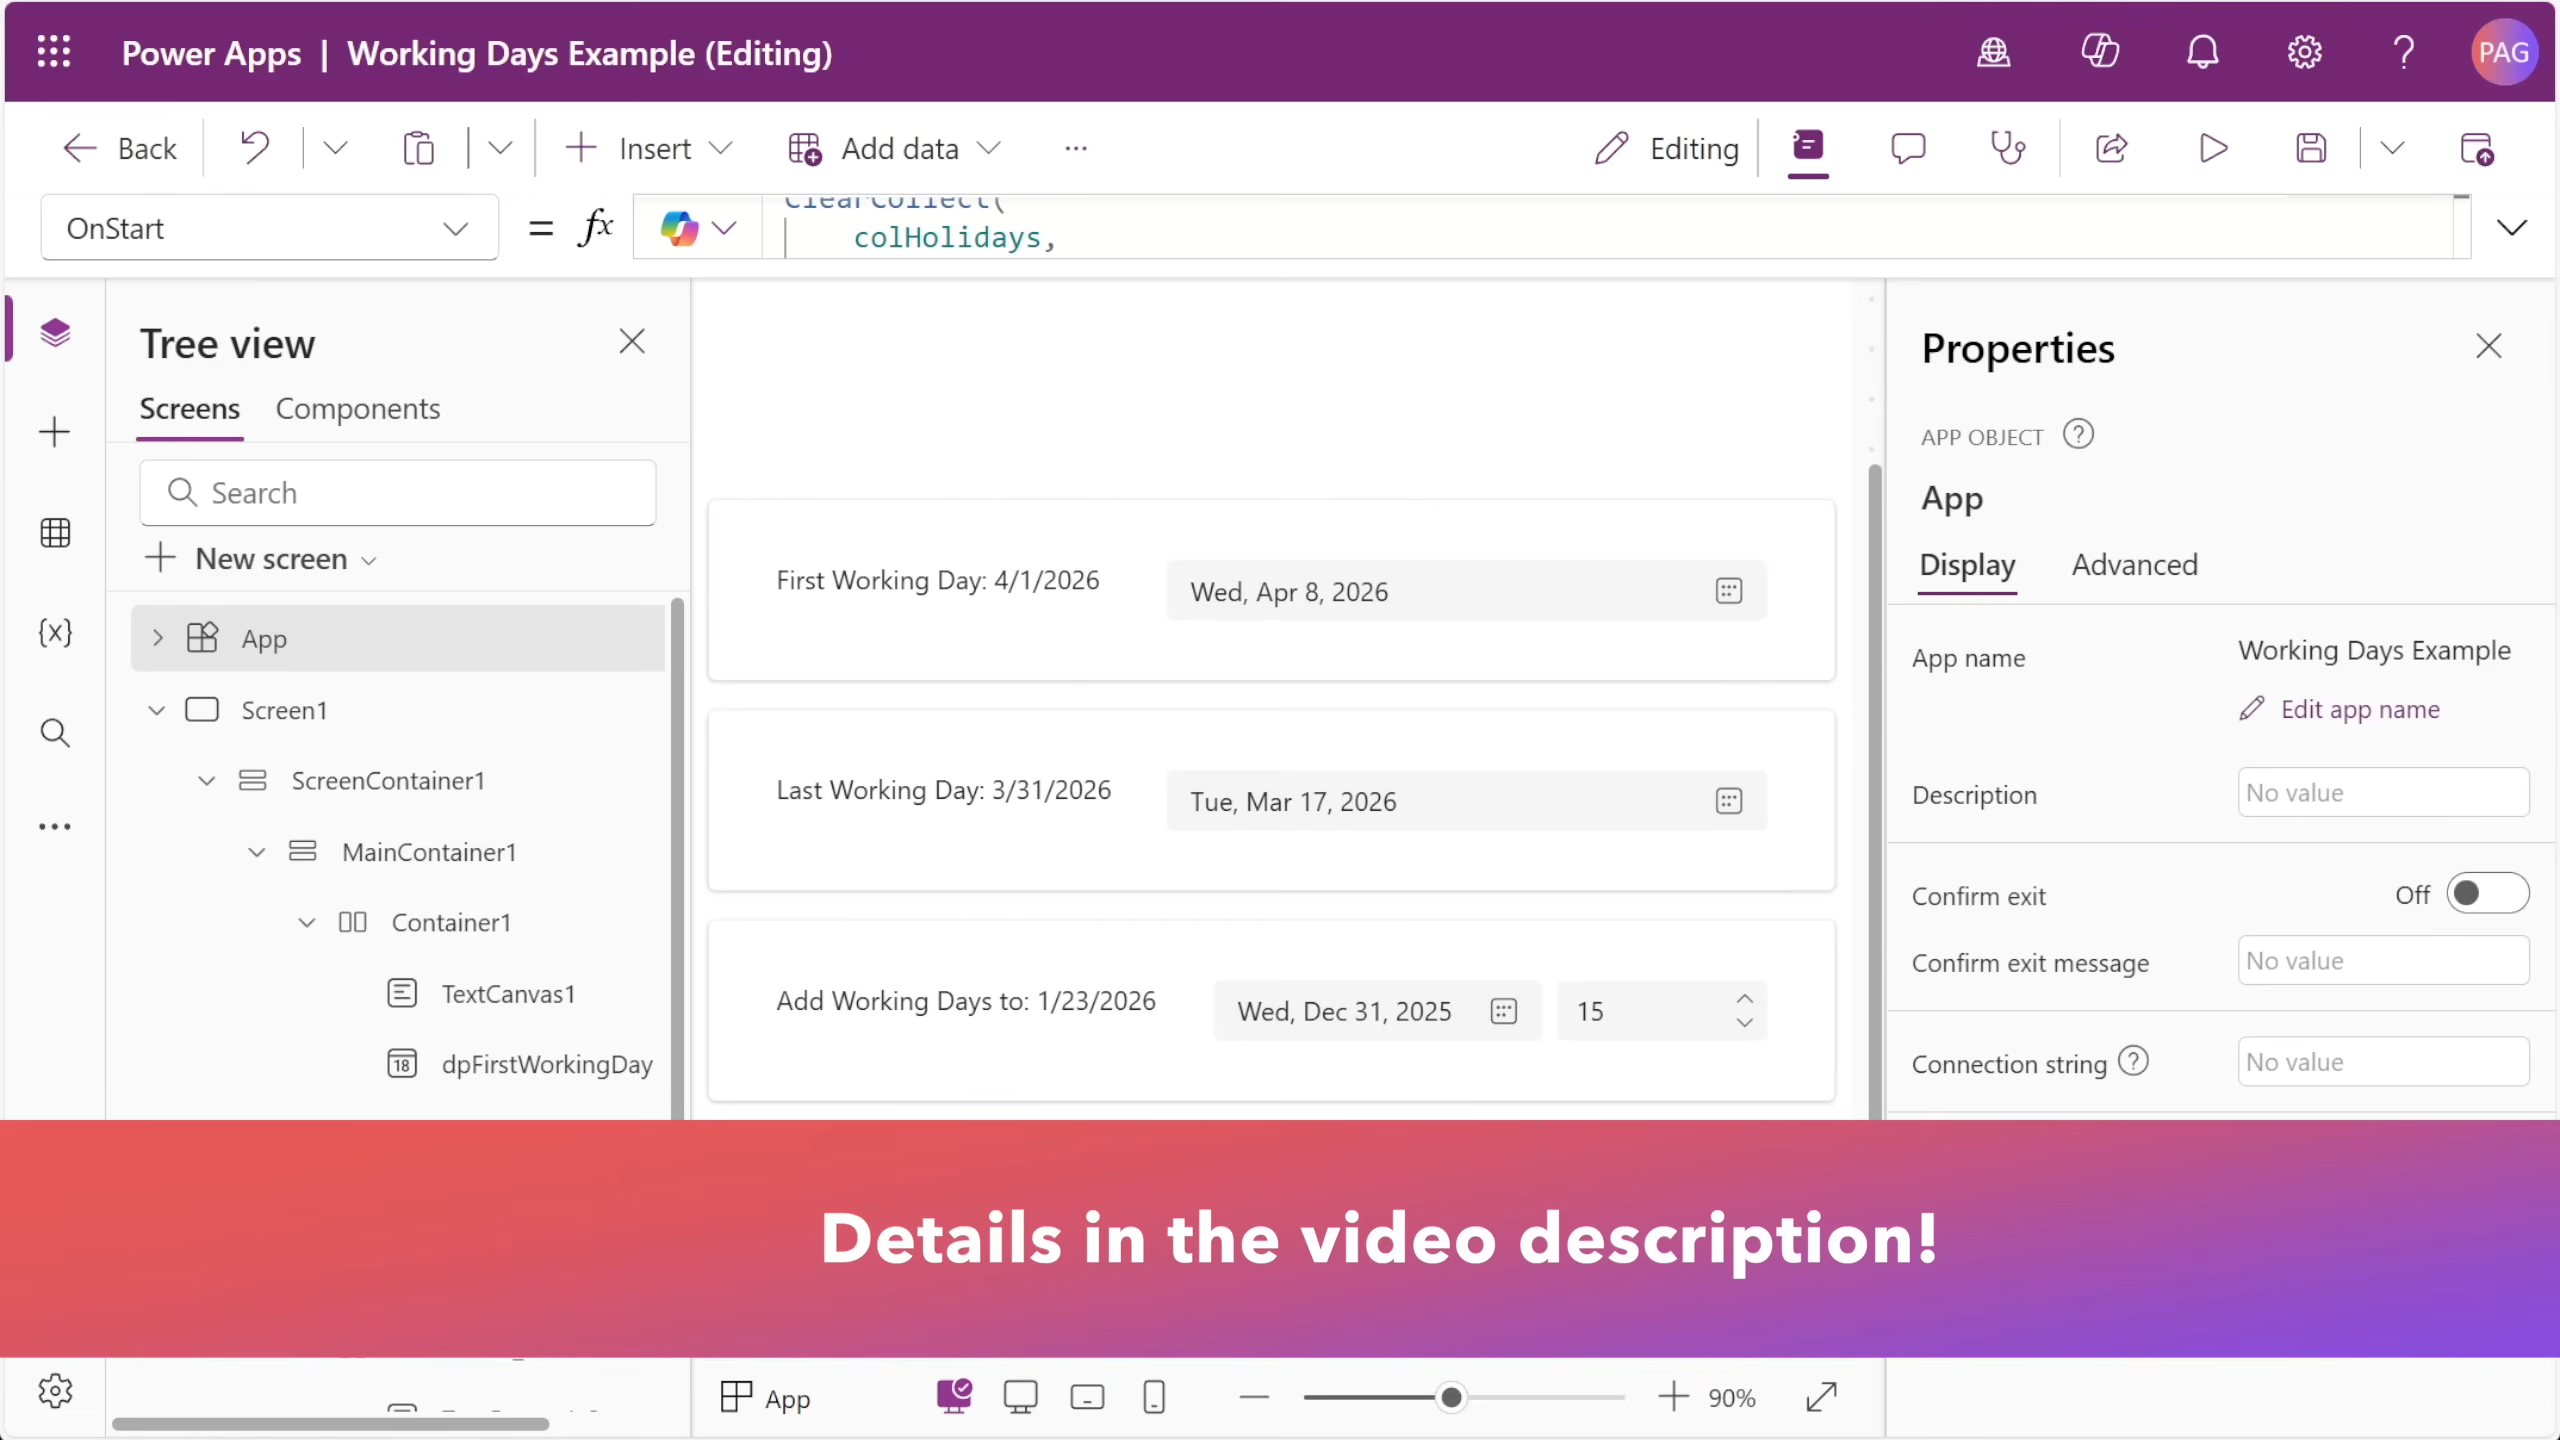 Power Apps | Working Days Example (Editing)
PAG
Back
Insert
Add data
Editing
OnStart
= fx
ClearCollect(
colHolidays,
Tree view
Screens
Components
Search
New screen
App
Screen1
ScreenContainer1
MainContainer1
Container1
TextCanvas1
18 dpFirstWorkingDay
First Working Day: 4/1/2026
Wed, Apr 8, 2026
Last Working Day: 3/31/2026
Tue, Mar 17, 2026
Add Working Days to: 1/23/2026
Wed, Dec 31, 2025
15
Properties
APP OBJECT
App
Display
Advanced
App name
Working Days Example
Edit app name
Description
No value
Confirm exit
Off
Confirm exit message
No value
Connection string
No value
Details in the video description!
App
90%